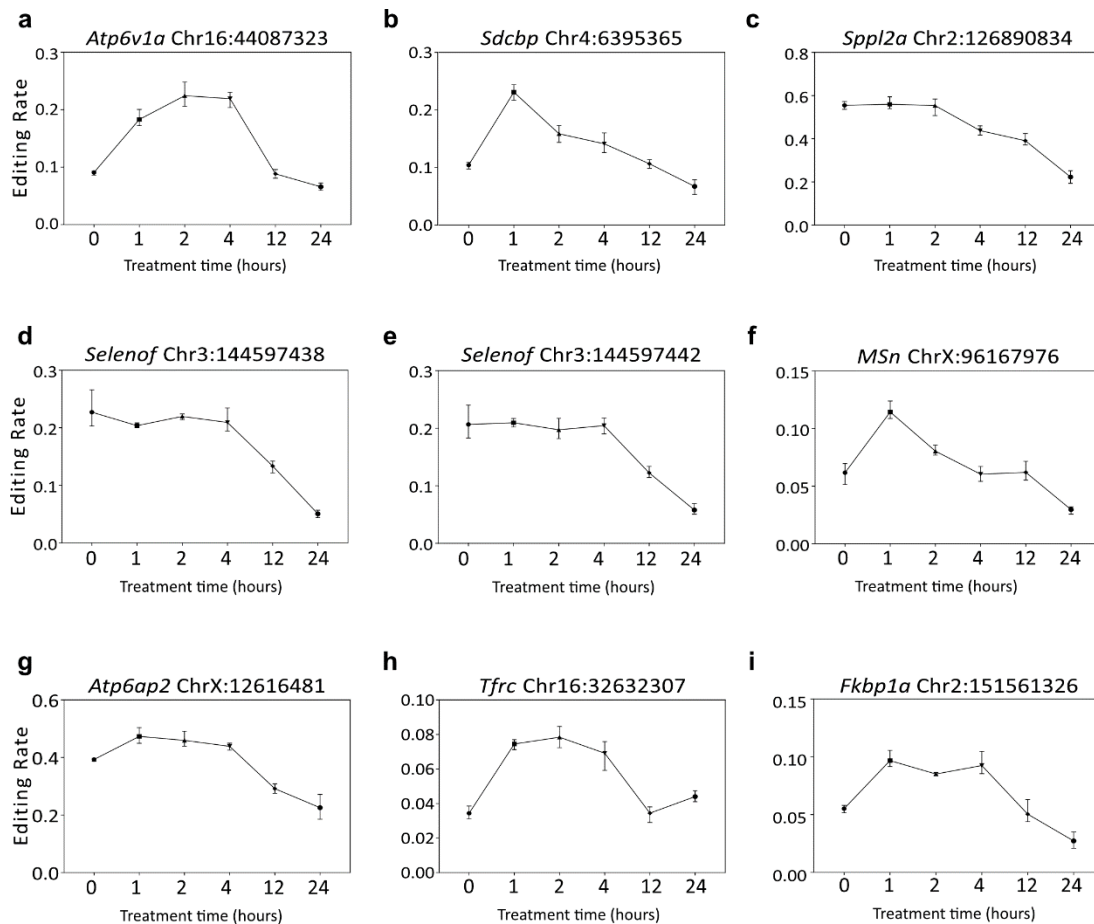 a
Atp6v1a Chr16:44087323
Editing Rate
0.3
0.2
0.1
0.0
0 1 2 4 12 24
Treatment time (hours)
b
Sdcbp Chr4:6395365
0.3
0.2
0.1
0.0
0 1 2 4 12 24
Treatment time (hours)
c
Sppl2a Chr2:126890834
0.8
0.6
0.4
0.2
0.0
0 1 2 4 12 24
Treatment time (hours)
d
Selenof Chr3:144597438
Editing Rate
0.3
0.2
0.1
0.0
0 1 2 4 12 24
Treatment time (hours)
e
Selenof Chr3:144597442
0.3
0.2
0.1
0.0
0 1 2 4 12 24
Treatment time (hours)
f
MSn ChrX:96167976
0.15
0.10
0.05
0.00
0 1 2 4 12 24
Treatment time (hours)
g
Atp6ap2 ChrX:12616481
Editing Rate
0.6
0.4
0.2
0.0
0 1 2 4 12 24
Treatment time (hours)
h
Tfrc Chr16:32632307
0.10
0.08
0.06
0.04
0.02
0.00
0 1 2 4 12 24
Treatment time (hours)
i
Fkbp1a Chr2:151561326
0.15
0.10
0.05
0.00
0 1 2 4 12 24
Treatment time (hours)